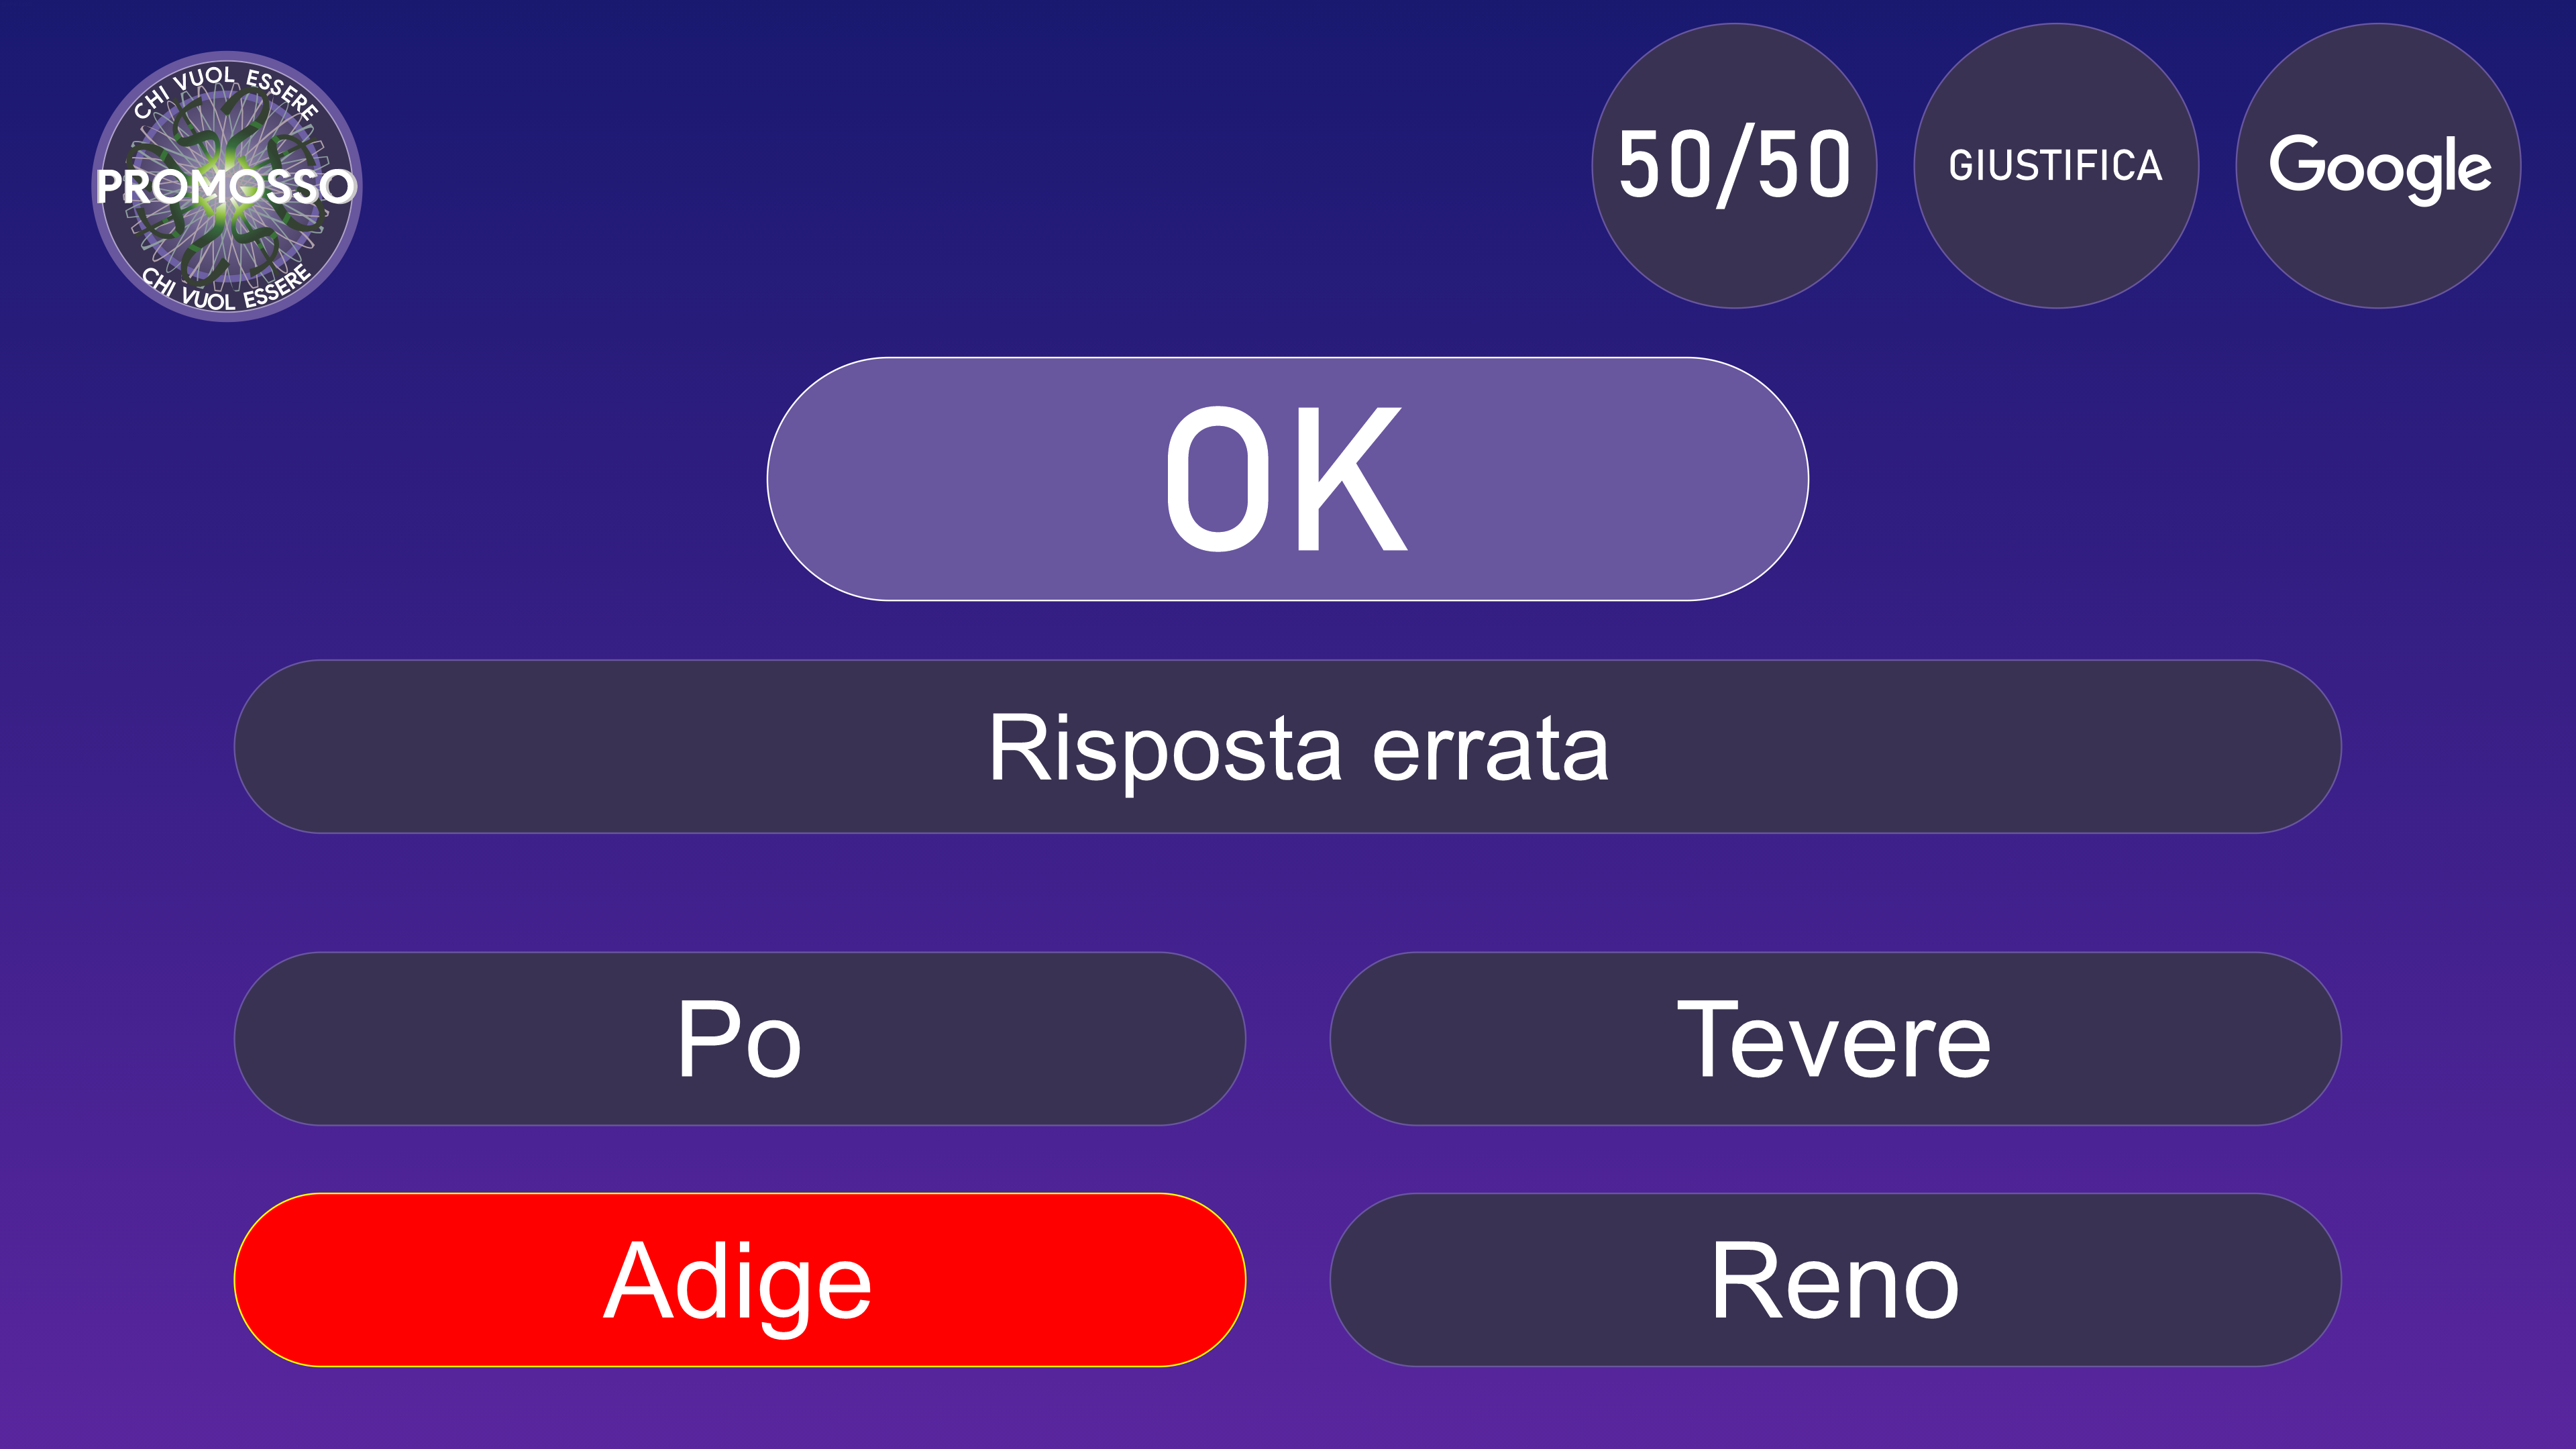 CHI VUOL ESSERE
PROMOSSO
CHI VUOL ESSERE
50/50
GIUSTIFICA
Google
OK
Risposta errata
Po
Tevere
Adige
Reno